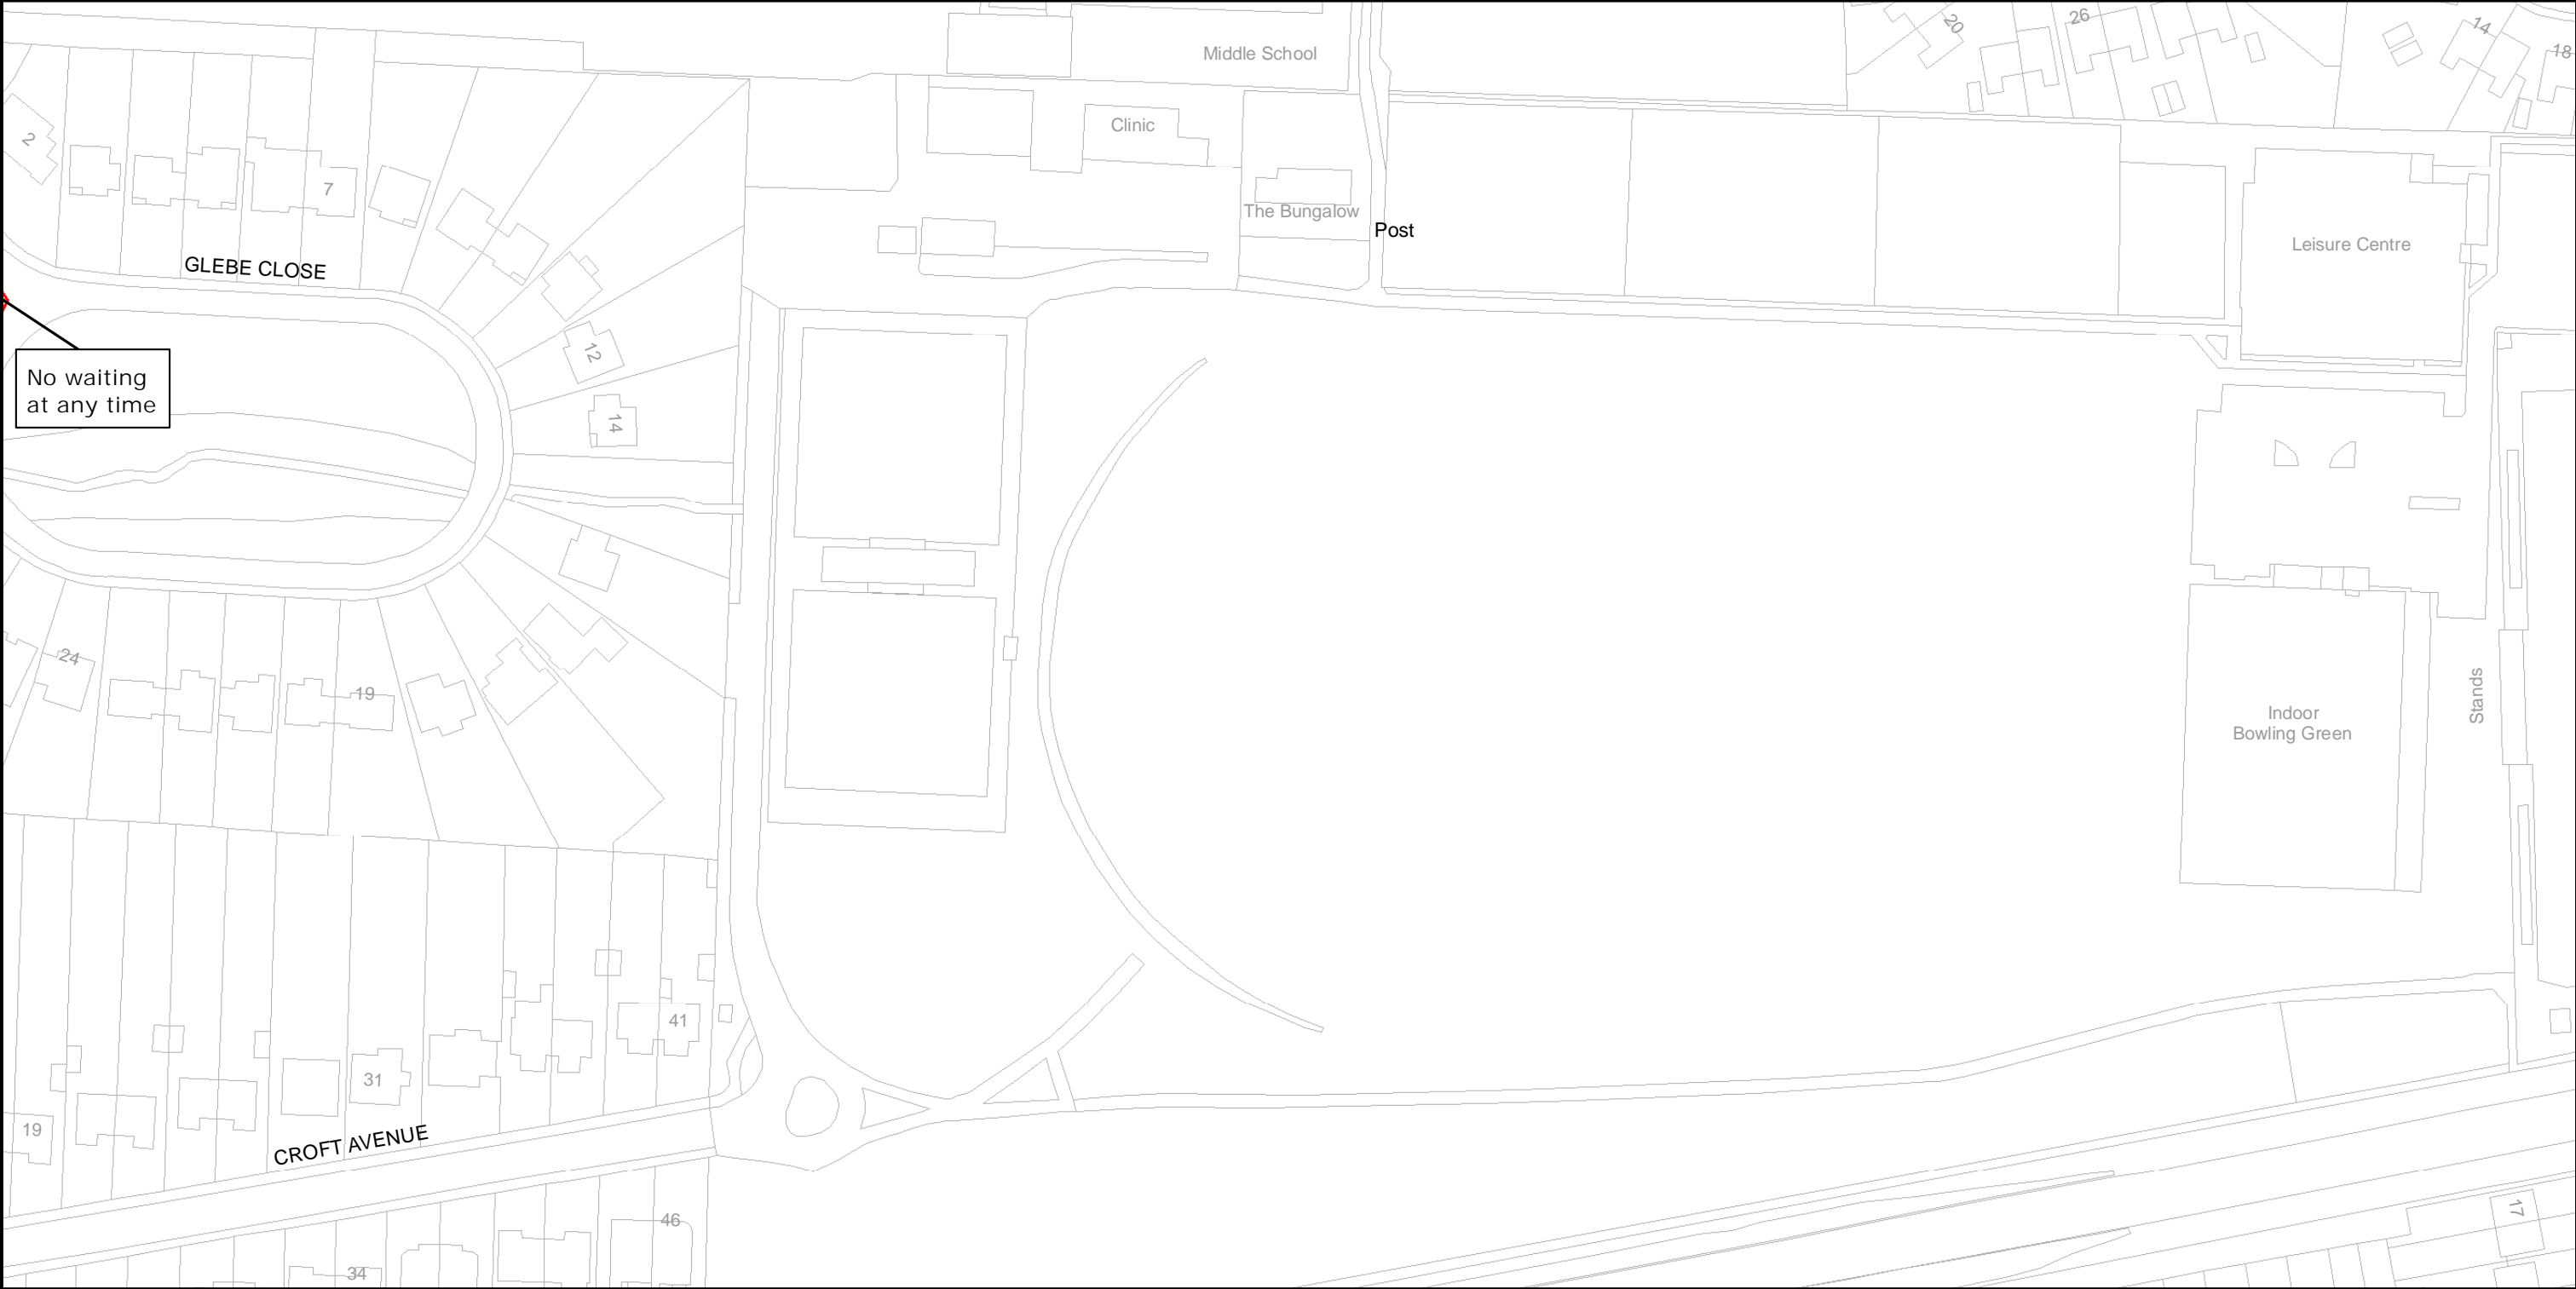 20
26
14
18
Middle School
2
Clinic
7
The Bungalow
Post
Leisure Centre
GLEBE CLOSE
12
No waiting
at any time
14
24
19
Stands
Indoor
Bowling Green
41
31
19
CROFT AVENUE
46
17
34